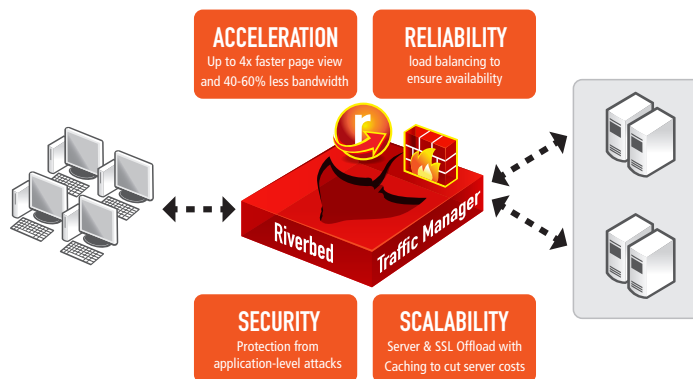 ACCELERATION
Up to 4x faster page view
and 40-60% less bandwidth
RELIABILITY
load balancing to
ensure availability
r
Riverbed
Traffic Manager
SECURITY
Protection from
application-level attacks
SCALABILITY
Server & SSL Offload with
Caching to cut server costs